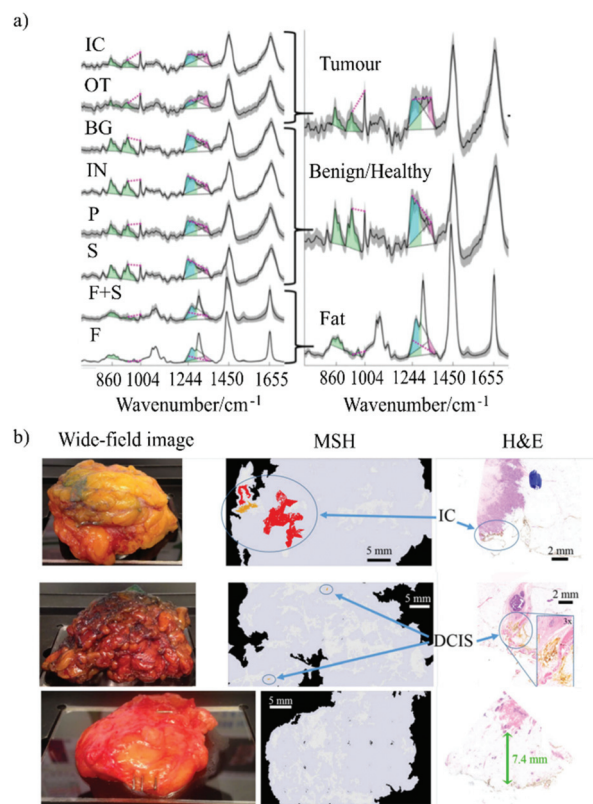 a)
IC
OT
BG
IN
P
S
F+S
F
860 1004 1244 1450 1655
Wavenumber/cm-1
Tumour
Benign/Healthy
Fat
860 1004 1244 1450 1655
Wavenumber/cm-1
b)
Wide-field image MSH H&E
IC
5 mm
2 mm
5 mm
2 mm
DCIS
3x
5 mm
7.4 mm